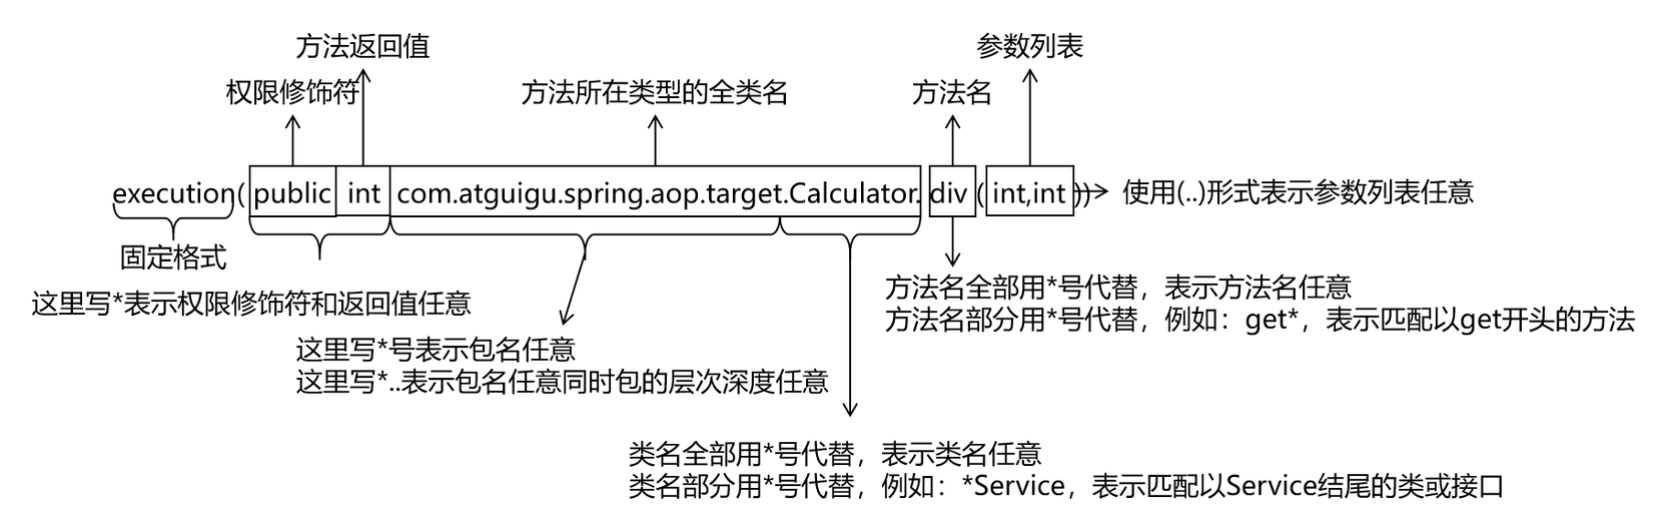 方法返回值
参数列表
权限修饰符
方法所在类型的全类名
方法名
execution(public int com.atguigu.spring.aop.target.Calculator.div(int,int)) 使用(..)形式表示参数列表任意
固定格式
这里写*表示权限修饰符和返回值任意
方法名全部用*号代替，表示方法名任意
方法名部分用*号代替，例如：get*，表示匹配以get开头的方法
这里写*号表示包名任意
这里写*..表示包名任意同时包的层次深度任意
类名全部用*号代替，表示类名任意
类名部分用*号代替，例如：*Service，表示匹配以Service结尾的类或接口